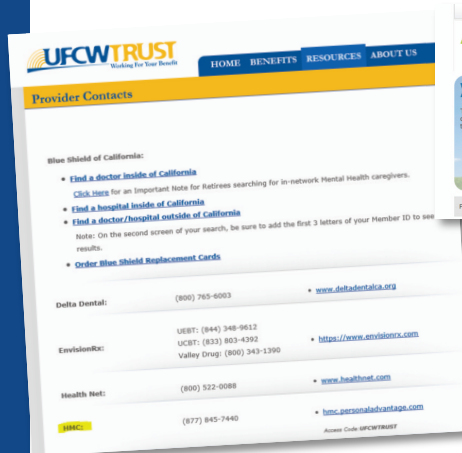 UFCWTRUST
Working For Your Benefit
HOME BENEFITS RESOURCES ABOUT US
Provider Contacts
Blue Shield of California:
• Find a doctor inside of California
Click Here for an Important Note for Retirees searching for in-network Mental Health caregivers.
• Find a hospital inside of California
• Find a doctor/hospital outside of California
Note: On the second screen of your search, be sure to add the first 3 letters of your Member ID to see
results.
• Order Blue Shield Replacement Cards
Delta Dental: (800) 765-6003 • www.deltadentalca.org
EnvisionRx: UEBT: (844) 348-9612
UCBT: (833) 803-4392 • https://www.envisionrx.com
Valley Drug: (800) 343-1390
Health Net: (800) 522-0088 • www.healthnet.com
HMC: (877) 845-7440 • hmc.personaladvantage.com
Access Code: UFCWTRUST